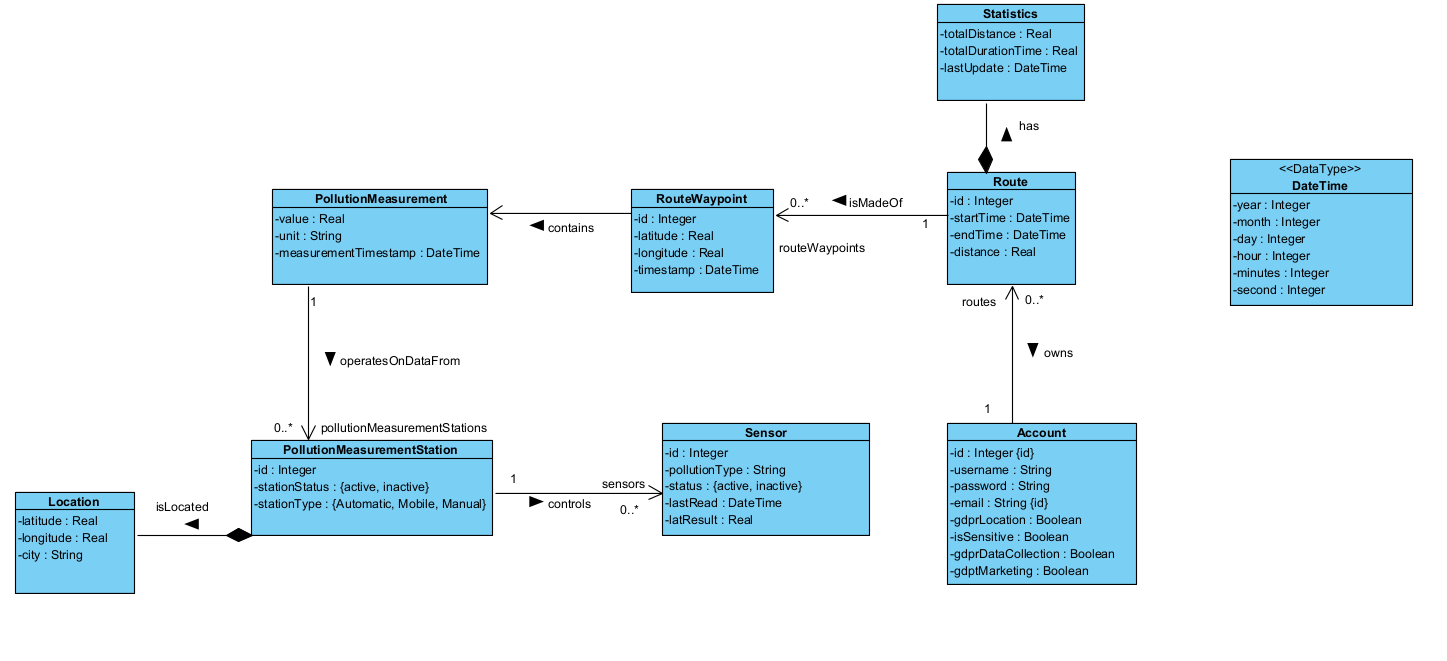 Statistics
-totalDistance : Real
-totalDurationTime : Real
-lastUpdate : DateTime
has
<<DataType>>
DateTime
-year : Integer
-month : Integer
-day : Integer
-hour : Integer
-minutes : Integer
-second : Integer
Route
-id : Integer
-startTime : DateTime
-endTime : DateTime
-distance : Real
0..*
isMadeOf
1
routeWaypoints
RouteWaypoint
-id : Integer
-latitude : Real
-longitude : Real
-timestamp : DateTime
contains
PollutionMeasurement
-value : Real
-unit : String
-measurementTimestamp : DateTime
1
operatesOnDataFrom
0..*
pollutionMeasurementStations
routes
0..*
owns
1
PollutionMeasurementStation
-id : Integer
-stationStatus : {active, inactive}
-stationType : {Automatic, Mobile, Manual}
1
controls
sensors
0..*
Sensor
-id : Integer
-pollutionType : String
-status : {active, inactive}
-lastRead : DateTime
-latResult : Real
Account
-id : Integer {id}
-username : String
-password : String
-email : String {id}
-gdprLocation : Boolean
-isSensitive : Boolean
-gdprDataCollection : Boolean
-gdptMarketing : Boolean
isLocated
Location
-latitude : Real
-longitude : Real
-city : String